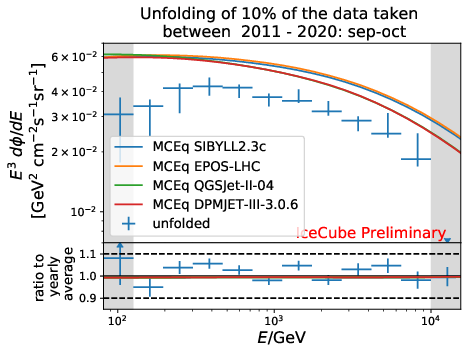 Unfolding of 10% of the data taken
between 2011 - 2020: sep-oct
E³ dϕ/dE
[GeV² cm⁻²s⁻¹sr⁻¹]
6 × 10⁻²
4 × 10⁻²
3 × 10⁻²
2 × 10⁻²
10⁻²
MCEq SIBYLL2.3c
MCEq EPOS-LHC
MCEq QGSJet-II-04
MCEq DPMJET-III-3.0.6
unfolded
IceCube Preliminary
ratio to
yearly
average
1.1
1.0
0.9
10²
10³
10⁴
E/GeV